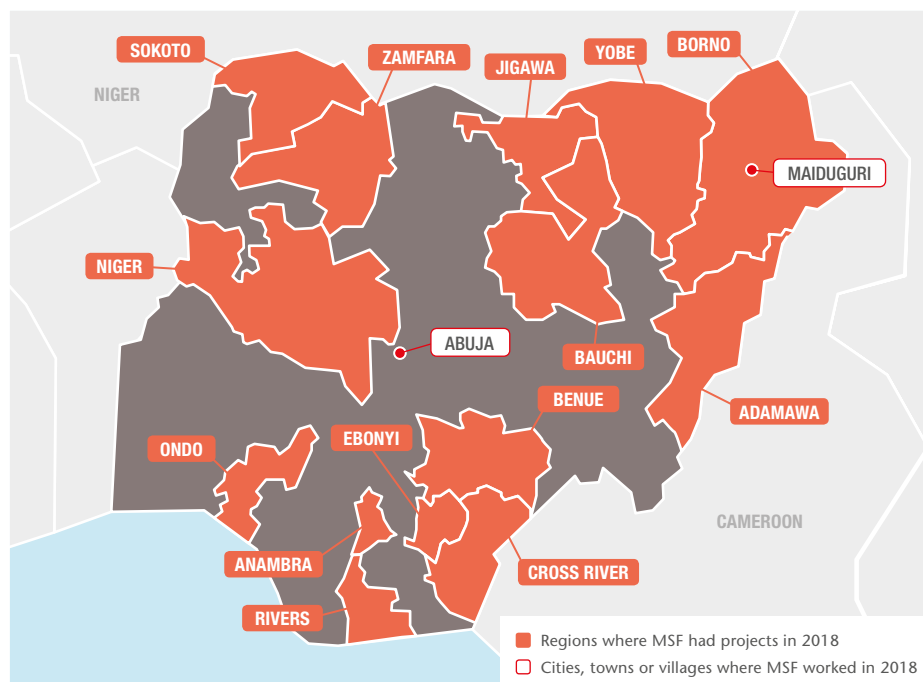 SOKOTO
ZAMFARA
JIGAWA
YOBE
BORNO
NIGER
MAIDUGURI
NIGER
ABUJA
BAUCHI
BENUE
ADAMAWA
EBONYI
ONDO
CAMEROON
ANAMBRA
CROSS RIVER
RIVERS
Regions where MSF had projects in 2018
Cities, towns or villages where MSF worked in 2018